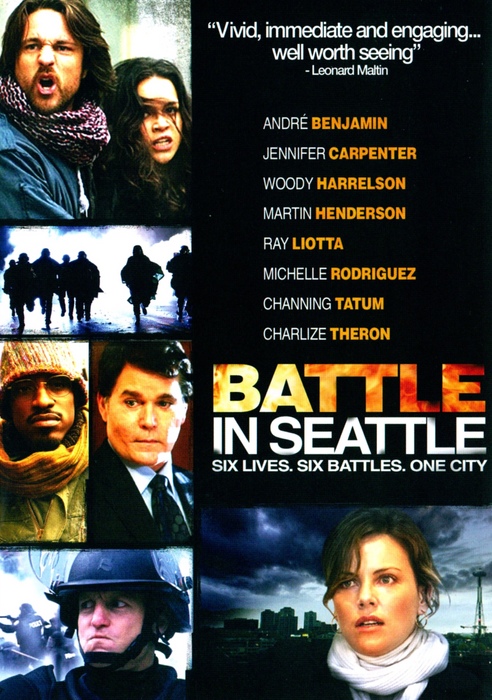 “Vivid, immediate and engaging...
well worth seeing”
- Leonard Maltin
ANDRÉ BENJAMIN
JENNIFER CARPENTER
WOODY HARRELSON
MARTIN HENDERSON
RAY LIOTTA
MICHELLE RODRIGUEZ
CHANNING TATUM
CHARLIZE THERON
BATTLE
IN SEATTLE
SIX LIVES. SIX BATTLES. ONE CITY